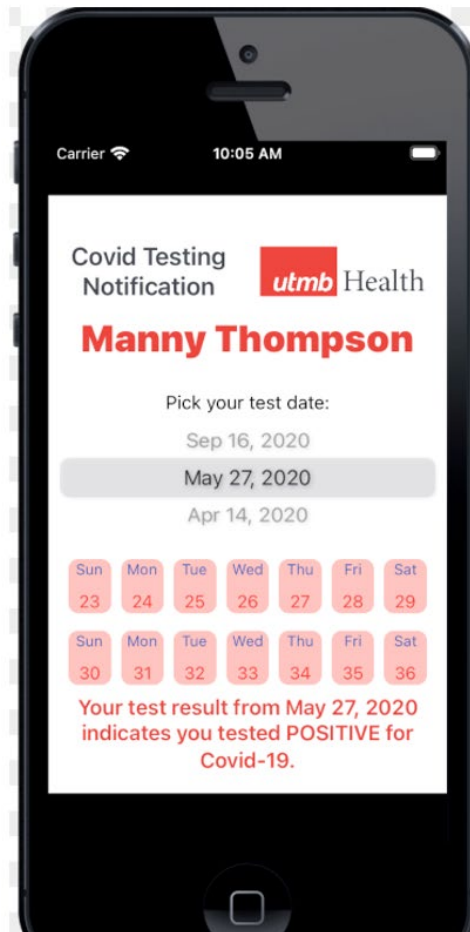 Carrier 10:05 AM
Covid Testing
Notification
utmb Health
Manny Thompson
Pick your test date:
Sep 16, 2020
May 27, 2020
Apr 14, 2020
Sun Mon Tue Wed Thu Fri Sat
23 24 25 26 27 28 29
Sun Mon Tue Wed Thu Fri Sat
30 31 32 33 34 35 36
Your test result from May 27, 2020
indicates you tested POSITIVE for
Covid-19.